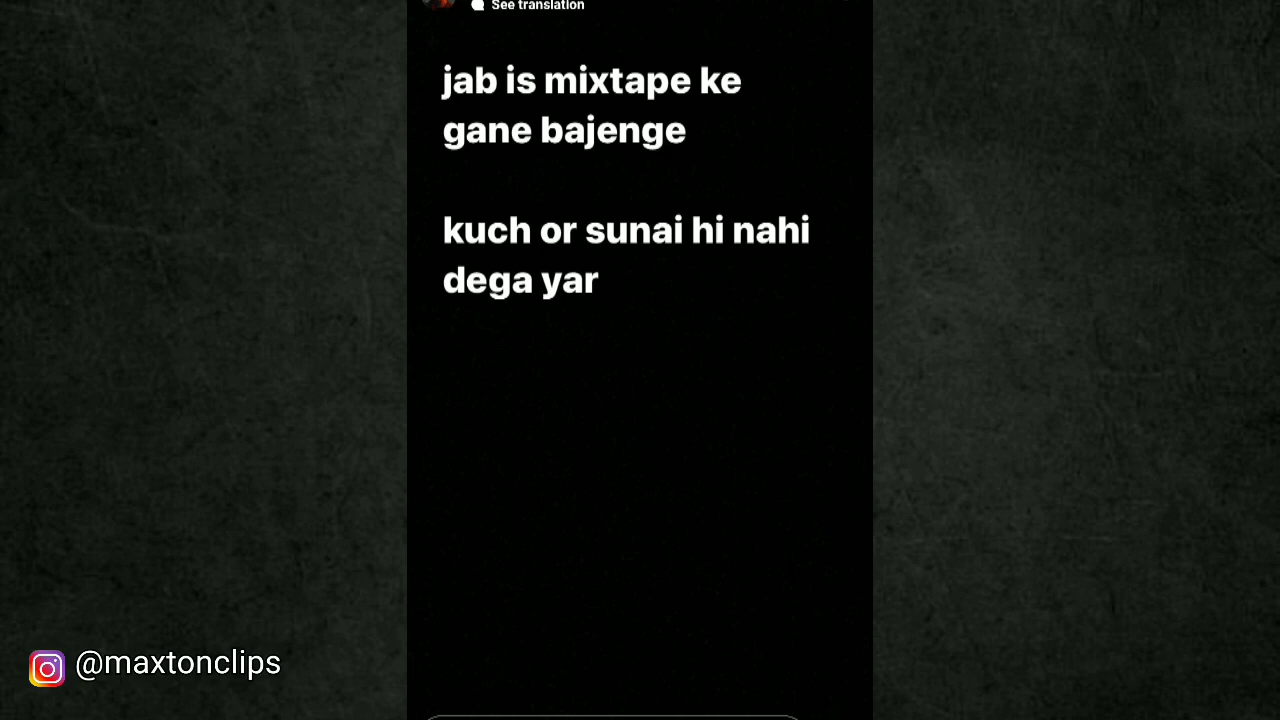 See translation
jab is mixtape ke
gane bajenge
kuch or sunai hi nahi
dega yar
@maxtonclips